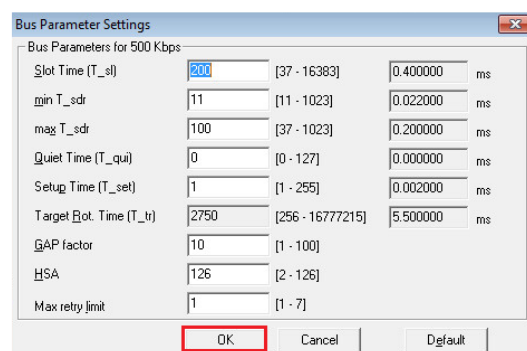 Bus Parameter Settings
Bus Parameters for 500 Kbps
Slot Time (T_sl) 200 [37 - 16383] 0.400000 ms
min T_sdr 11 [11 - 1023] 0.022000 ms
max T_sdr 100 [37 - 1023] 0.200000 ms
Quiet Time (T_qui) 0 [0 - 127] 0.000000 ms
Setup Time (T_set) 1 [1 - 255] 0.002000 ms
Target Rot. Time (T_tr) 2750 [256 - 16777215] 5.500000 ms
GAP factor 10 [1 - 100]
HSA 126 [2 - 126]
Max retry limit 1 [1 - 7]
OK Cancel Default